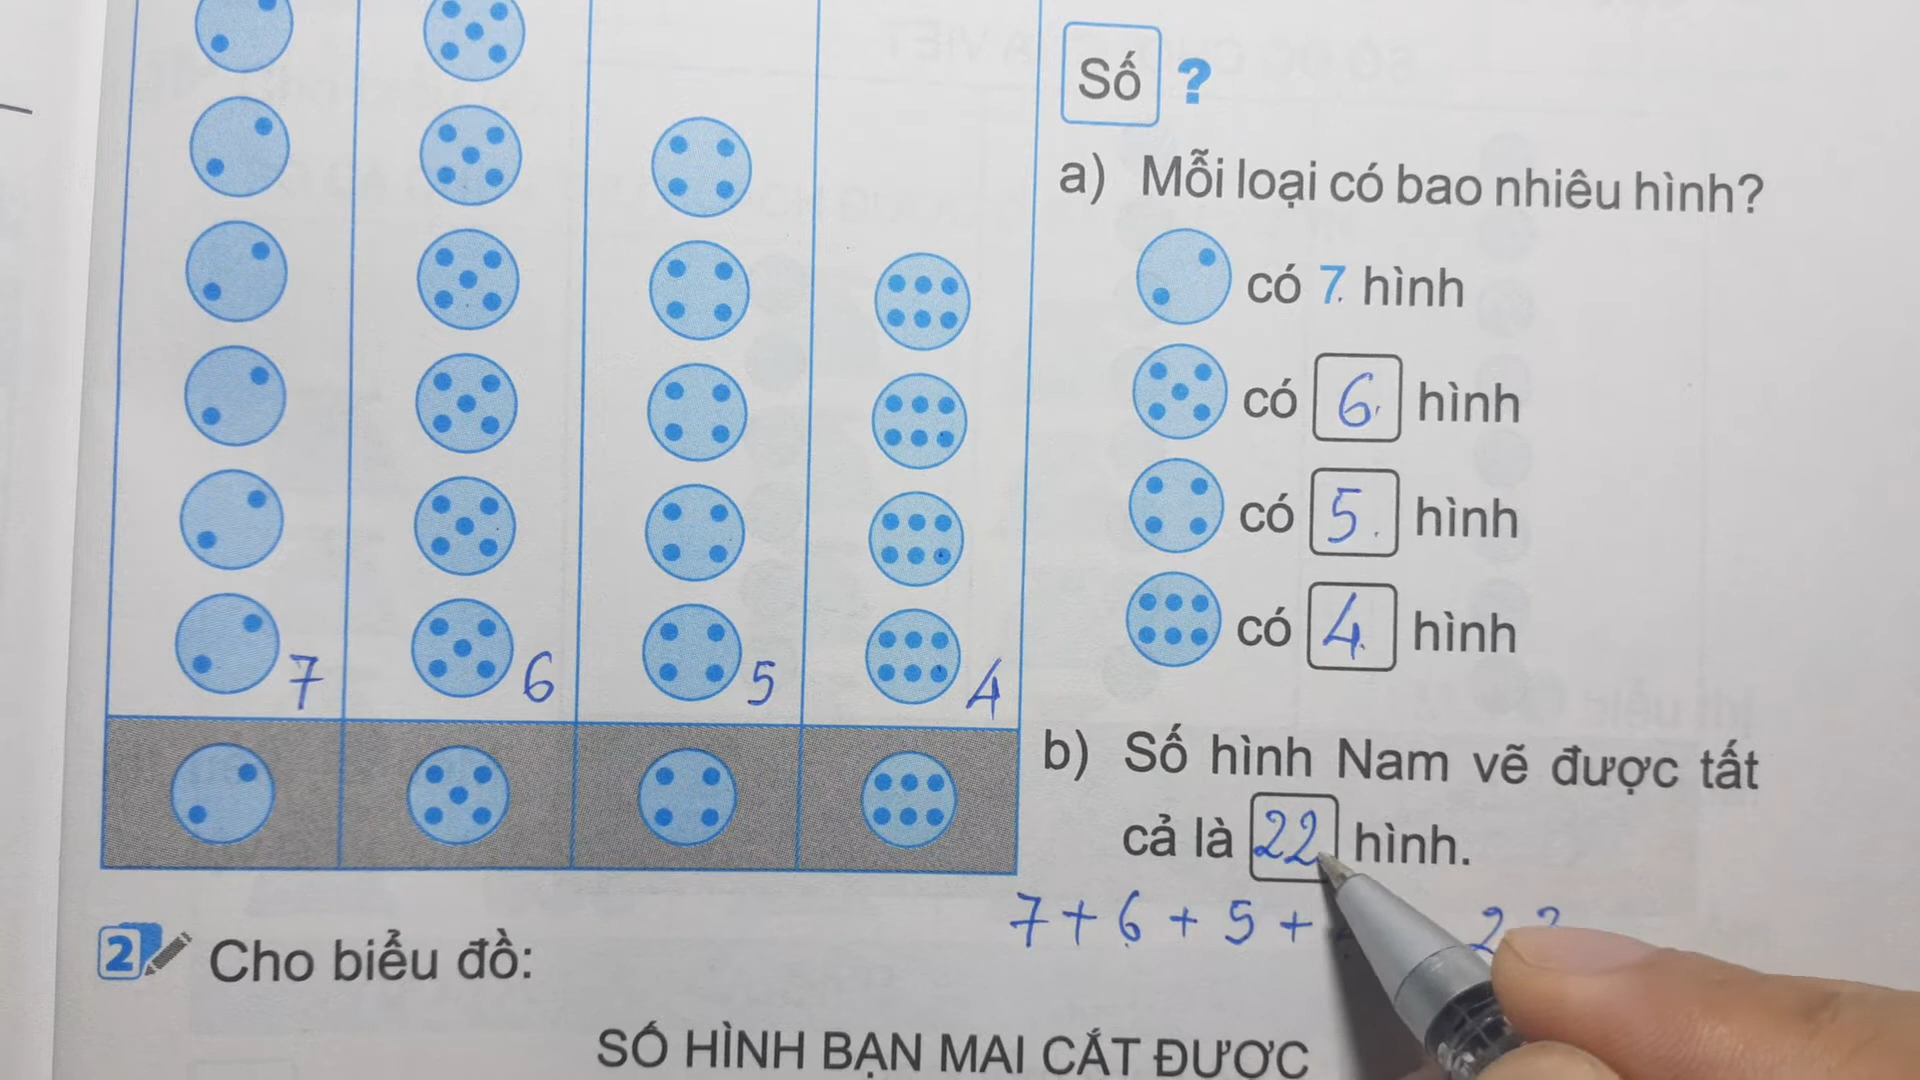 Số ?
a) Mỗi loại có bao nhiêu hình?
có 7. hình
có 6. hình
có 5. hình
có 4. hình
7 6 5 4
b) Số hình Nam vẽ được tất
cả là 22 hình.
7 + 6 + 5 +
2 Cho biểu đồ:
SỐ HÌNH BẠN MAI CẮT ĐƯỢC